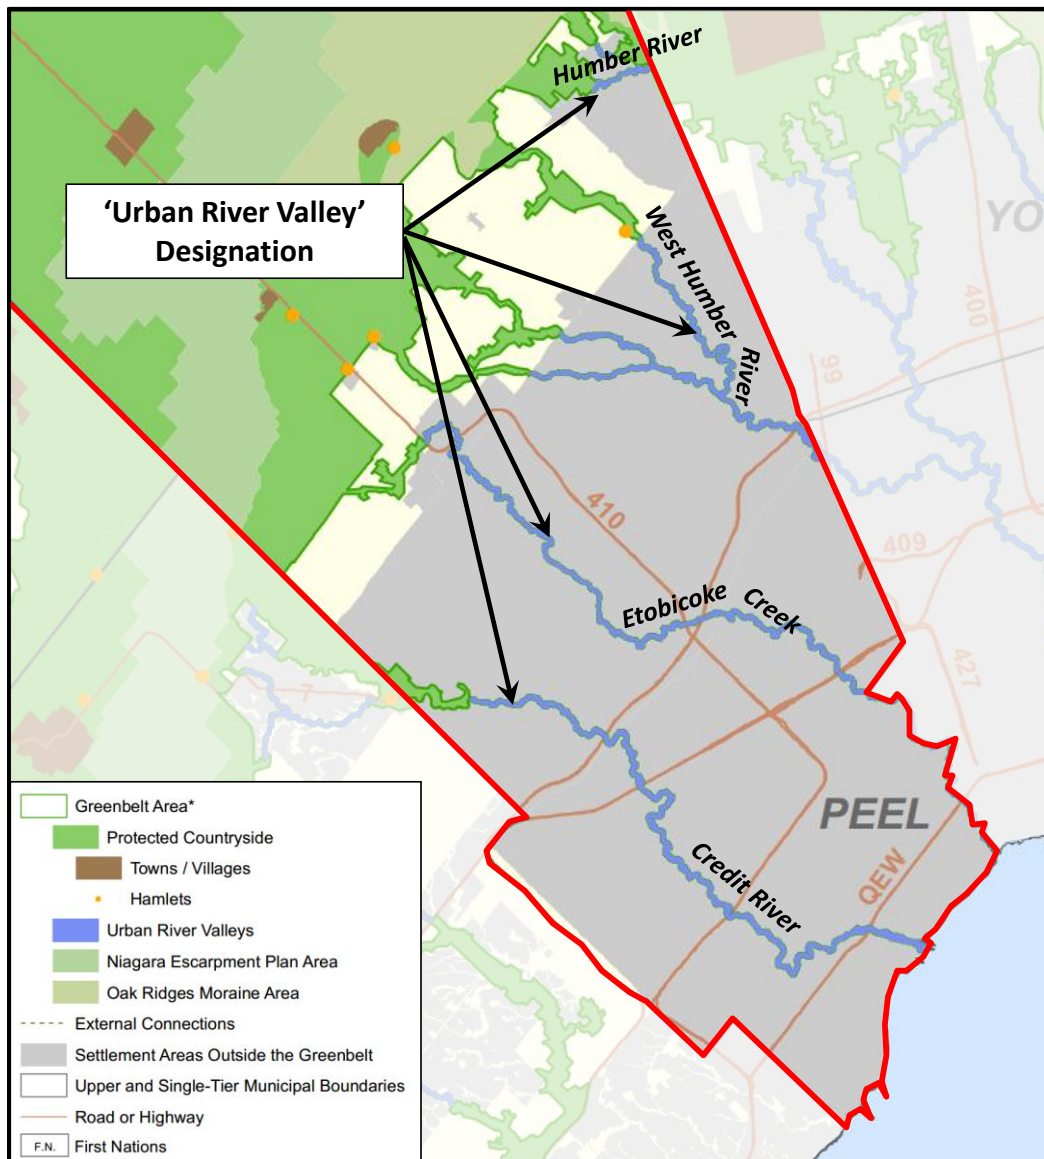 Humber River
‘Urban River Valley’
Designation
West Humber
River
YO
400
99
410
409
Etobicoke
Creek
427
7
PEEL
QEW
Credit River
Greenbelt Area*
Protected Countryside
Towns / Villages
Hamlets
Urban River Valleys
Niagara Escarpment Plan Area
Oak Ridges Moraine Area
External Connections
Settlement Areas Outside the Greenbelt
Upper and Single-Tier Municipal Boundaries
Road or Highway
F.N. First Nations